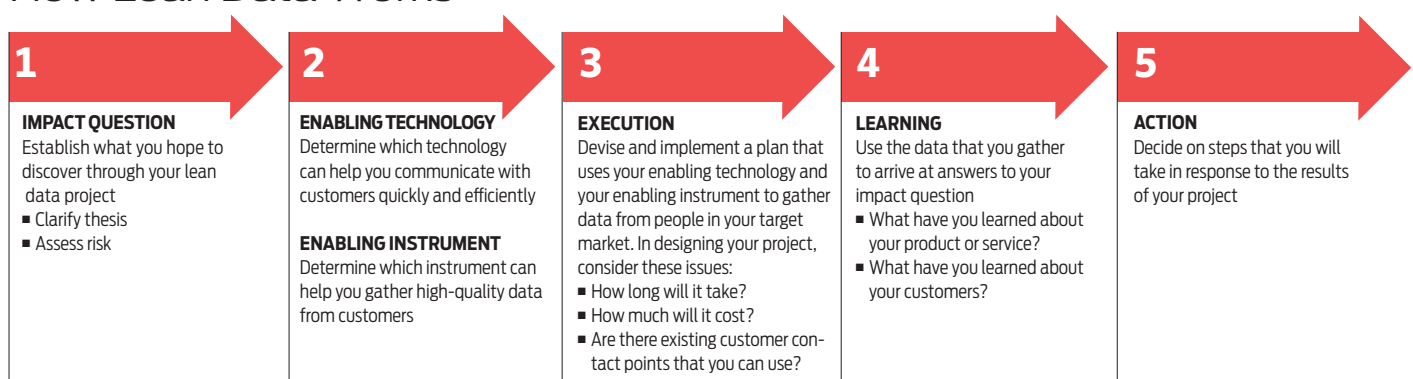 How Lean Data Works
1
IMPACT QUESTION
Establish what you hope to
discover through your lean
data project
■ Clarify thesis
■ Assess risk
2
ENABLING TECHNOLOGY
Determine which technology
can help you communicate with
customers quickly and efficiently
ENABLING INSTRUMENT
Determine which instrument can
help you gather high-quality data
from customers
3
EXECUTION
Devise and implement a plan that
uses your enabling technology and
your enabling instrument to gather
data from people in your target
market. In designing your project,
consider these issues:
■ How long will it take?
■ How much will it cost?
■ Are there existing customer con-
tact points that you can use?
4
LEARNING
Use the data that you gather
to arrive at answers to your
impact question
■ What have you learned about
your product or service?
■ What have you learned about
your customers?
5
ACTION
Decide on steps that you will
take in response to the results
of your project